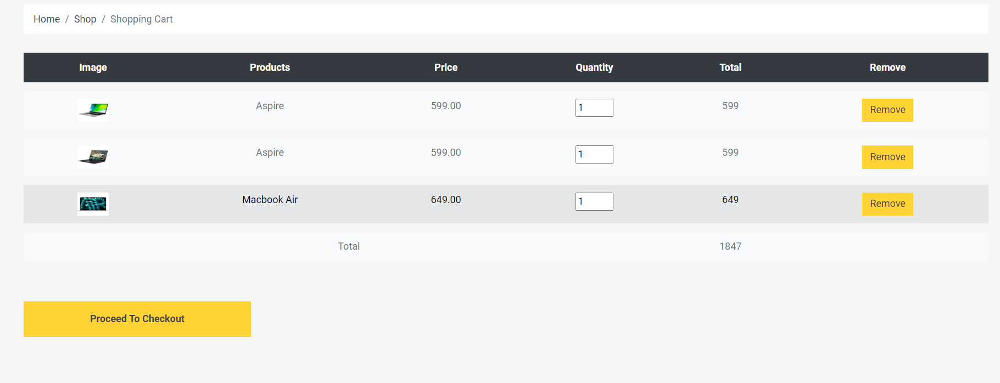 Home / Shop / Shopping Cart
Image Products Price Quantity Total Remove
Aspire 599.00 1 599 Remove
Aspire 599.00 1 599 Remove
Macbook Air 649.00 1 649 Remove
Total 1847
Proceed To Checkout